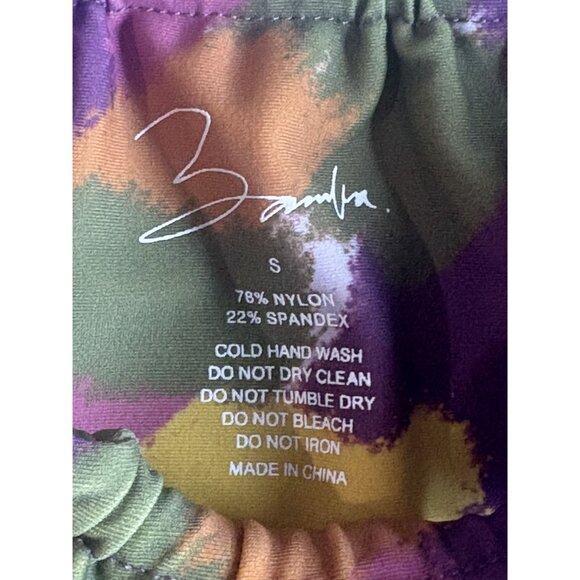 S
78% NYLON
22% SPANDEX
COLD HAND WASH
DO NOT DRY CLEAN
DO NOT TUMBLE DRY
DO NOT BLEACH
DO NOT IRON
MADE IN CHINA